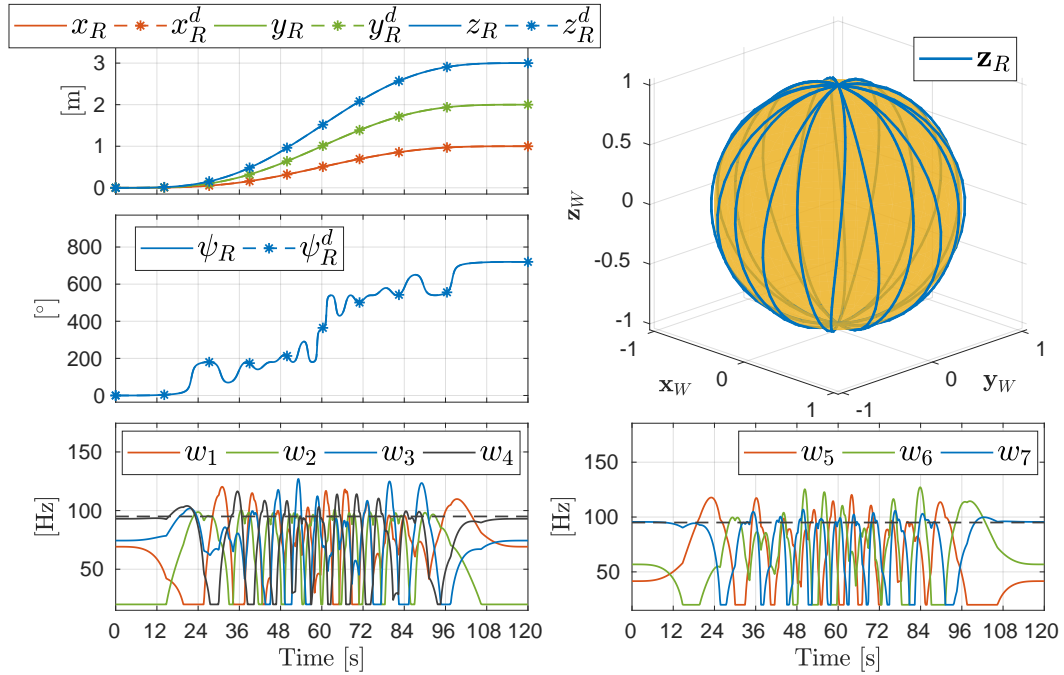 x_R x_R^d y_R y_R^d z_R z_R^d
3
2
1
0
[m]
ψ_R ψ_R^d
800
600
400
200
0
[°]
w_1 w_2 w_3 w_4
150
100
50
[Hz]
0 12 24 36 48 60 72 84 96 108 120
Time [s]
z_R
1
0.5
0
-0.5
-1
z_W
-1 0 1
x_W
-1 0 1
y_W
w_5 w_6 w_7
150
100
50
[Hz]
0 12 24 36 48 60 72 84 96 108 120
Time [s]